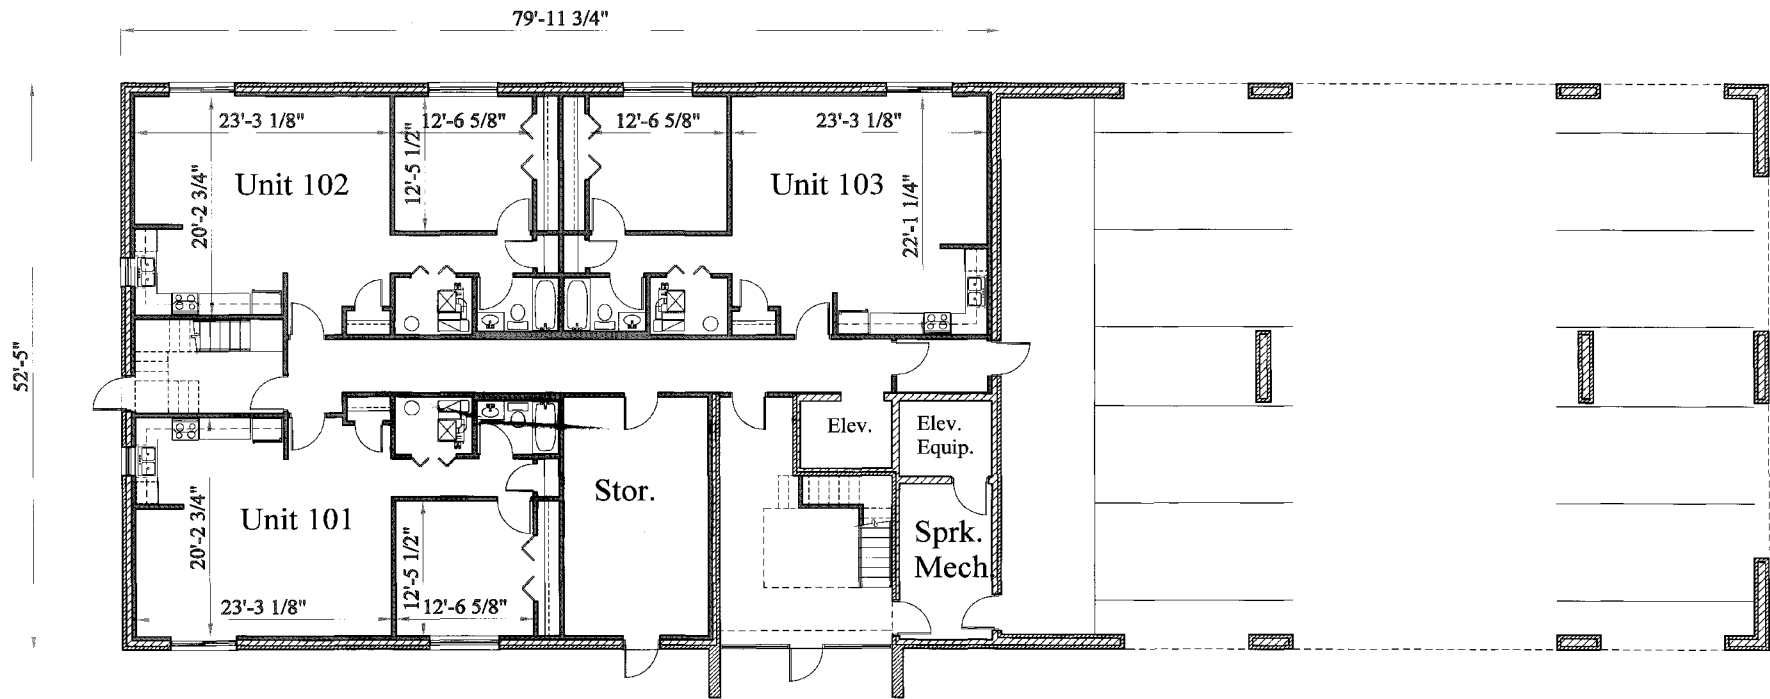 79'-11 3/4"
23'-3 1/8"
12'-6 5/8"
12'-6 5/8"
23'-3 1/8"
12'-5 1/2"
Unit 102
20'-2 3/4"
Unit 103
22'-1 1/4"
52'-5"
Elev.
Elev.
Equip.
Stor.
Unit 101
20'-2 3/4"
12'-5 1/2"
Sprk.
Mech.
23'-3 1/8"
12'-6 5/8"